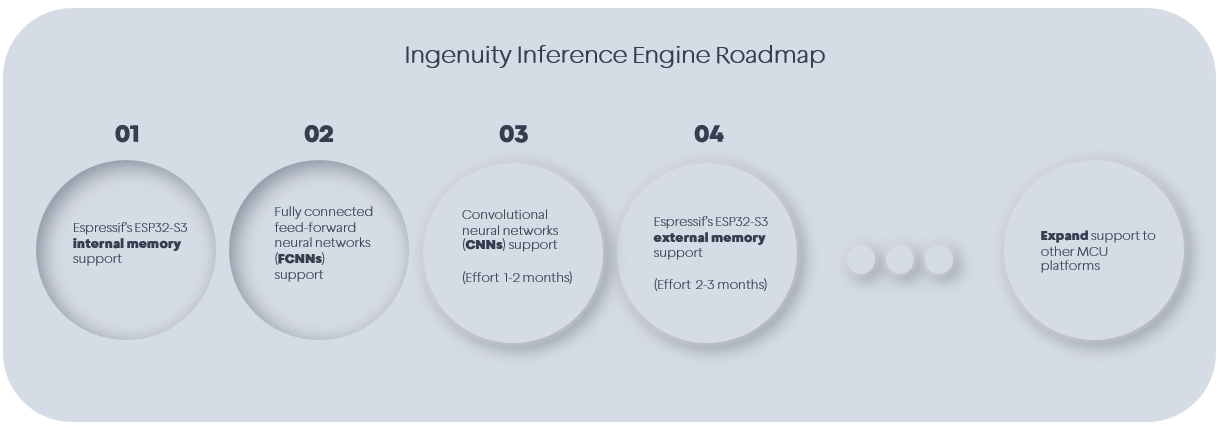 Ingenuity Inference Engine Roadmap
01
Espressif's ESP32-S3
internal memory
support
02
Fully connected
feed-forward
neural networks
(FCNNs)
support
03
Convolutional
neural networks
(CNNs) support
(Effort 1-2 months)
04
Espressif's ESP32-S3
external memory
support
(Effort 2-3 months)
Expand support to
other MCU
platforms